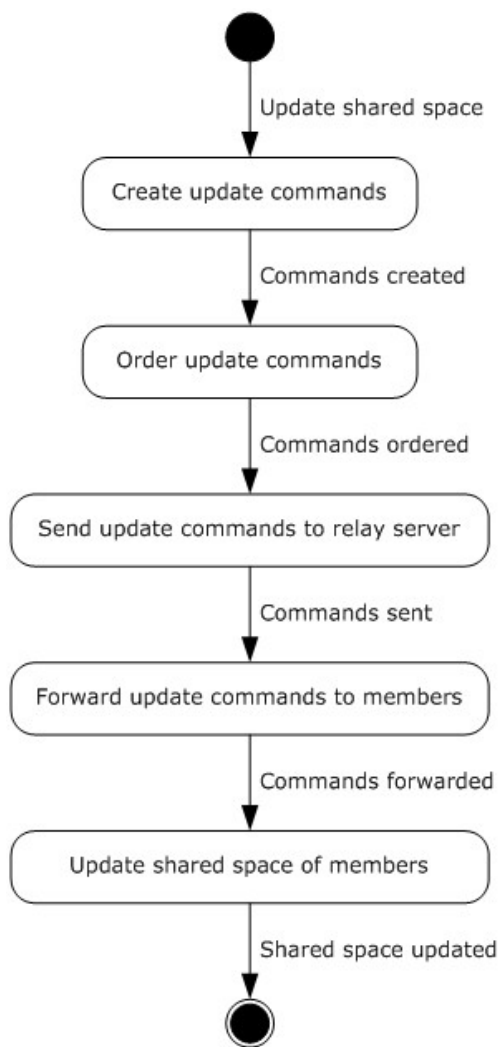 Update shared space
Create update commands
Commands created
Order update commands
Commands ordered
Send update commands to relay server
Commands sent
Forward update commands to members
Commands forwarded
Update shared space of members
Shared space updated